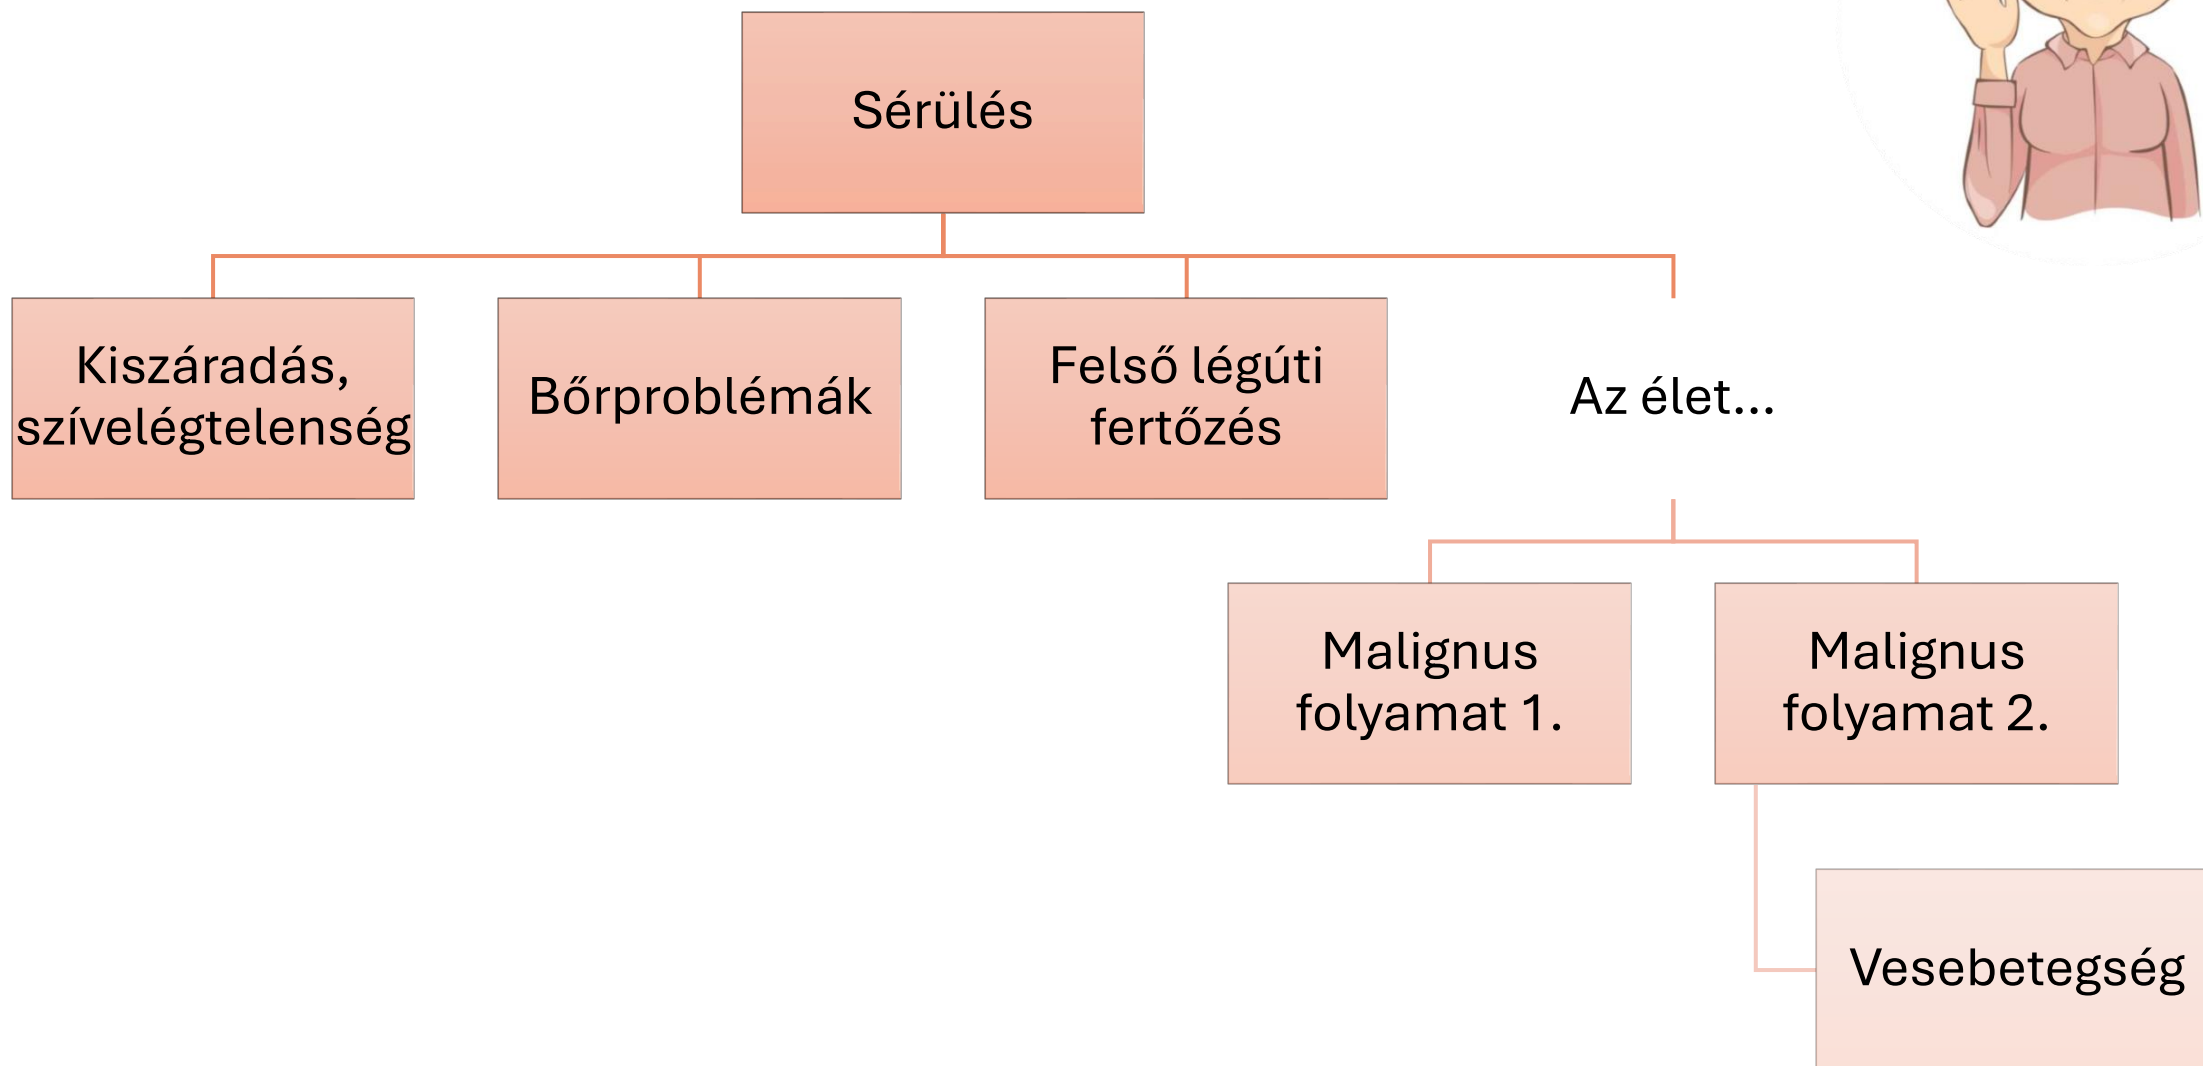 Sérülés
Kiszáradás,
szívelégtelenség
Bőrproblémák
Felső légúti
fertőzés
Az élet...
Malignus
folyamat 1.
Malignus
folyamat 2.
Vesebetegség